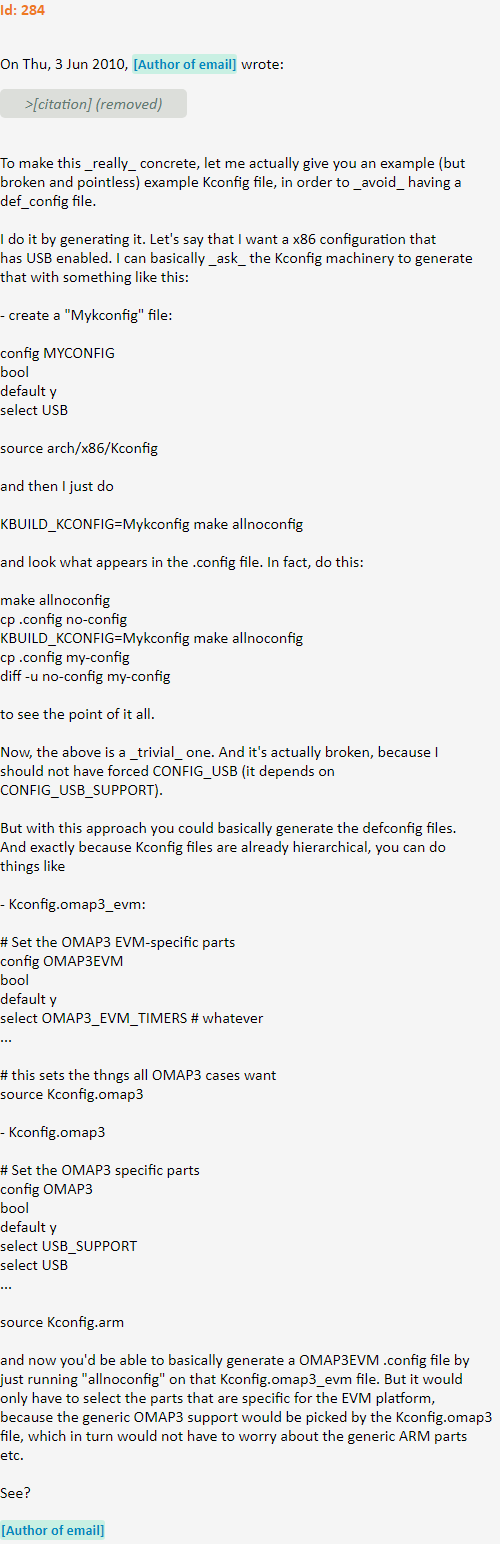 Id: 284
On Thu, 3 Jun 2010, [Author of email] wrote:
>[citation] (removed)
To make this _really_ concrete, let me actually give you an example (but
broken and pointless) example Kconfig file, in order to _avoid_ having a
def_config file.
I do it by generating it. Let's say that I want a x86 configuration that
has USB enabled. I can basically _ask_ the Kconfig machinery to generate
that with something like this:
- create a "Mykconfig" file:
config MYCONFIG
bool
default y
select USB
source arch/x86/Kconfig
and then I just do
KBUILD_KCONFIG=Mykconfig make allnoconfig
and look what appears in the .config file. In fact, do this:
make allnoconfig
cp .config no-config
KBUILD_KCONFIG=Mykconfig make allnoconfig
cp .config my-config
diff -u no-config my-config
to see the point of it all.
Now, the above is a _trivial_ one. And it's actually broken, because I
should not have forced CONFIG_USB (it depends on
CONFIG_USB_SUPPORT).
But with this approach you could basically generate the defconfig files.
And exactly because Kconfig files are already hierarchical, you can do
things like
- Kconfig.omap3_evm:
# Set the OMAP3 EVM-specific parts
config OMAP3EVM
bool
default y
select OMAP3_EVM_TIMERS # whatever
...
# this sets the thngs all OMAP3 cases want
source Kconfig.omap3
- Kconfig.omap3
# Set the OMAP3 specific parts
config OMAP3
bool
default y
select USB_SUPPORT
select USB
...
source Kconfig.arm
and now you'd be able to basically generate a OMAP3EVM .config file by
just running "allnoconfig" on that Kconfig.omap3_evm file. But it would
only have to select the parts that are specific for the EVM platform,
because the generic OMAP3 support would be picked by the Kconfig.omap3
file, which in turn would not have to worry about the generic ARM parts
etc.
See?
[Author of email]